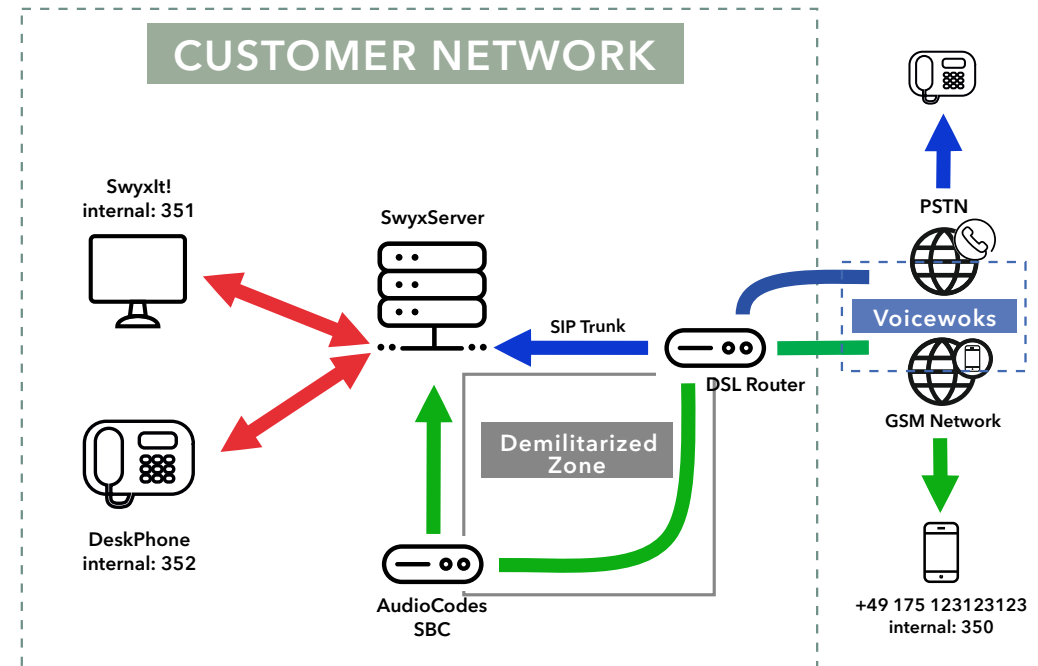 CUSTOMER NETWORK
SwyxIt!
internal: 351
SwyxServer
PSTN
SIP Trunk
Voicewoks
DSL Router
GSM Network
Demilitarized
Zone
DeskPhone
internal: 352
AudioCodes
SBC
+49 175 123123123
internal: 350